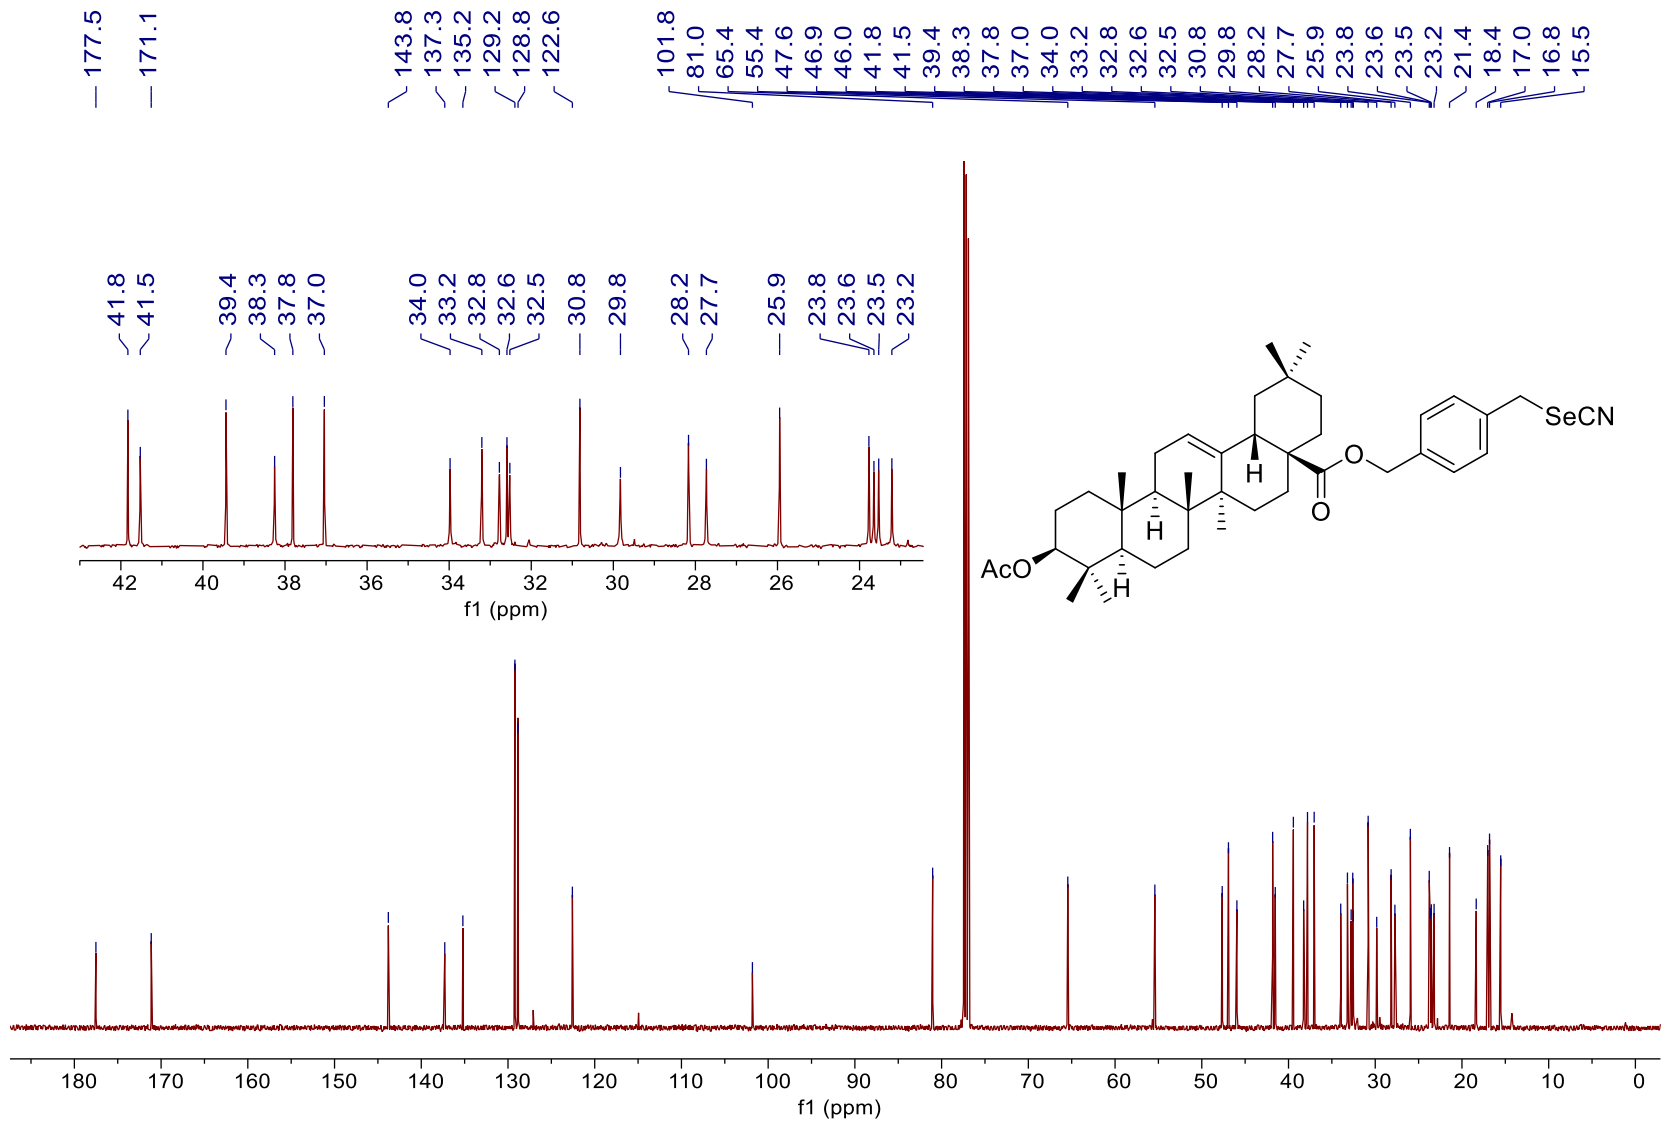 177.5 171.1 143.8 137.3 135.2 129.2 128.8 122.6 101.8 81.0 65.4 55.4 47.6 46.9 46.0 41.8 41.5 39.4 38.3 37.8 37.0 34.0 33.2 32.8 32.6 32.5 30.8 29.8 28.2 27.7 25.9 23.8 23.6 23.5 23.2 21.4 18.4 17.0 16.8 15.5
41.8 41.5 39.4 38.3 37.8 37.0 34.0 33.2 32.8 32.6 32.5 30.8 29.8 28.2 27.7 25.9 23.8 23.6 23.5 23.2
42 40 38 36 34 32 30 28 26 24
f1 (ppm)
SeCN
O
H
O
H
AcO
H
180 170 160 150 140 130 120 110 100 90 80 70 60 50 40 30 20 10 0
f1 (ppm)